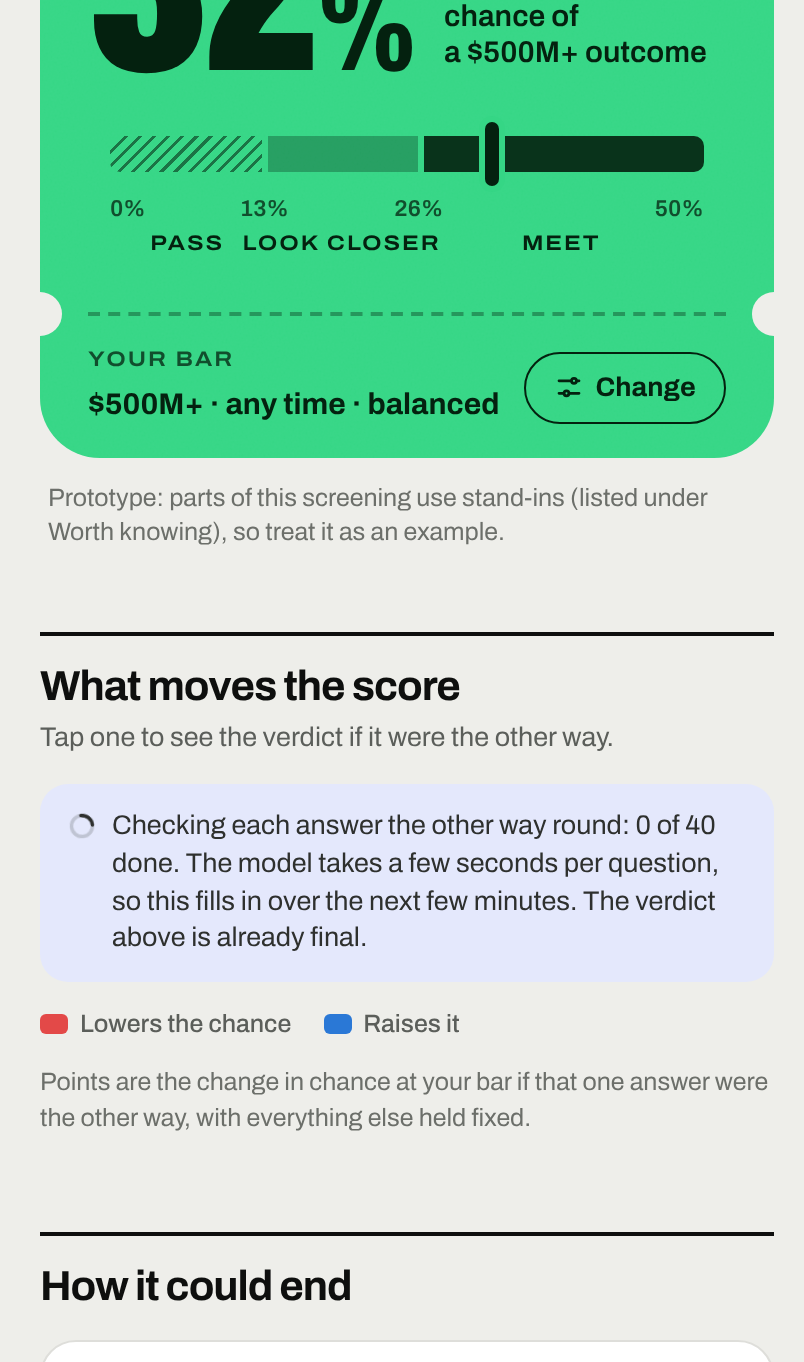 32%
chance of
a $500M+ outcome
0% 13% 26% 50%
PASS LOOK CLOSER MEET
YOUR BAR
$500M+ · any time · balanced
Change
Prototype: parts of this screening use stand-ins (listed under
Worth knowing), so treat it as an example.
What moves the score
Tap one to see the verdict if it were the other way.
Checking each answer the other way round: 0 of 40
done. The model takes a few seconds per question,
so this fills in over the next few minutes. The verdict
above is already final.
Lowers the chance Raises it
Points are the change in chance at your bar if that one answer were
the other way, with everything else held fixed.
How it could end